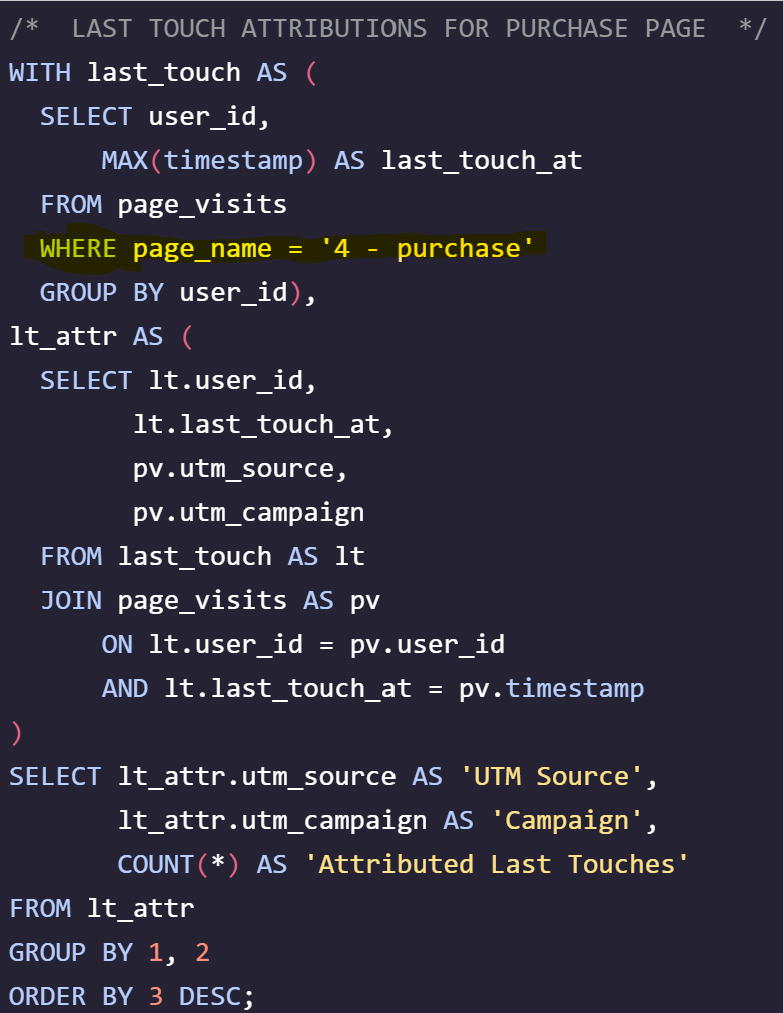 /*  LAST TOUCH ATTRIBUTIONS FOR PURCHASE PAGE  */
WITH last_touch AS (
  SELECT user_id,
      MAX(timestamp) AS last_touch_at
  FROM page_visits
  WHERE page_name = '4 - purchase'
  GROUP BY user_id),
lt_attr AS (
  SELECT lt.user_id,
        lt.last_touch_at,
        pv.utm_source,
        pv.utm_campaign
  FROM last_touch AS lt
  JOIN page_visits AS pv
      ON lt.user_id = pv.user_id
      AND lt.last_touch_at = pv.timestamp
)
SELECT lt_attr.utm_source AS 'UTM Source',
       lt_attr.utm_campaign AS 'Campaign',
       COUNT(*) AS 'Attributed Last Touches'
FROM lt_attr
GROUP BY 1, 2
ORDER BY 3 DESC;